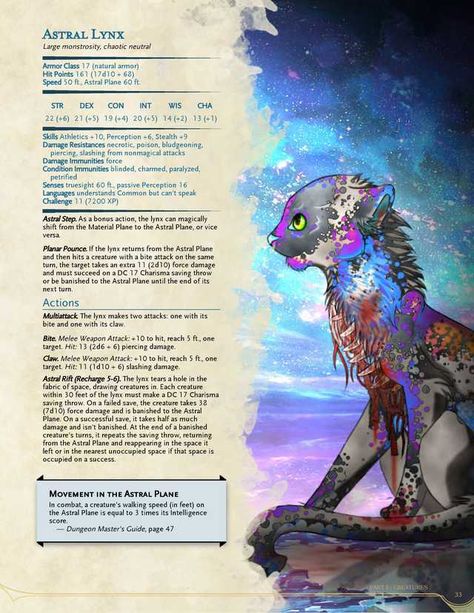 Astral Lynx
Large monstrosity, chaotic neutral
Armor Class 17 (natural armor)
Hit Points 161 (17d10 + 68)
Speed 50 ft., Astral Plane 60 ft.
STR DEX CON INT WIS CHA
22 (+6) 21 (+5) 19 (+4) 20 (+5) 14 (+2) 13 (+1)
Skills Athletics +10, Perception +6, Stealth +9
Damage Resistances necrotic, poison, bludgeoning,
piercing, slashing from nonmagical attacks
Damage Immunities force
Condition Immunities blinded, charmed, paralyzed,
petrified
Senses truesight 60 ft., passive Perception 16
Languages understands Common but can't speak
Challenge 11 (7200 XP)
Astral Step. As a bonus action, the lynx can magically
shift from the Material Plane to the Astral Plane, or vice
versa.
Planar Pounce. If the lynx returns from the Astral Plane
and then hits a creature with a bite attack on the same
turn, the target takes an extra 11 (2d10) force damage
and must succeed on a DC 17 Charisma saving throw
or be banished to the Astral Plane until the end of its
next turn.
Actions
Multiattack. The lynx makes two attacks: one with its
bite and one with its claw.
Bite. Melee Weapon Attack: +10 to hit, reach 5 ft., one
target. Hit: 13 (2d6 + 6) piercing damage.
Claw. Melee Weapon Attack: +10 to hit, reach 5 ft., one
target. Hit: 11 (1d10 + 6) slashing damage.
Astral Rift (Recharge 5-6). The lynx tears a hole in the
fabric of space, drawing creatures in. Each creature
within 30 feet of the lynx must make a DC 17 Charisma
saving throw. On a failed save, the creature takes 38
(7d10) force damage and is banished to the Astral
Plane. On a successful save, it takes half as much
damage and isn't banished. At the end of a banished
creature's turn, it repeats the saving throw, returning
from the Astral Plane and reappearing in the space it
left or in the nearest unoccupied space if that space is
occupied on a success.
Movement in the Astral Plane
In combat, a creature's walking speed (in feet) on
the Astral Plane is equal to 3 times its Intelligence
score.
— Dungeon Master's Guide, page 47
CREATURES
33